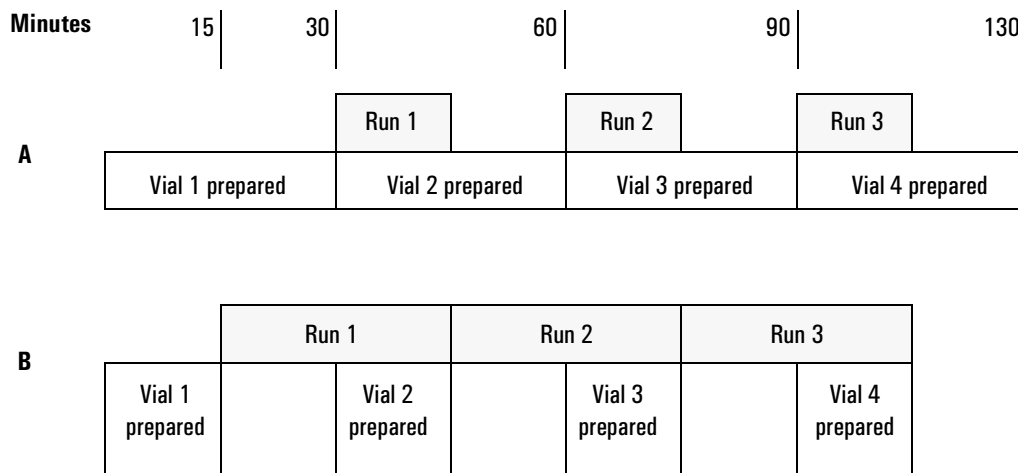 Minutes 15 30 60 90 130
Run 1 Run 2 Run 3
A
Vial 1 prepared Vial 2 prepared Vial 3 prepared Vial 4 prepared
Run 1 Run 2 Run 3
B
Vial 1 Vial 2 Vial 3 Vial 4
prepared prepared prepared prepared